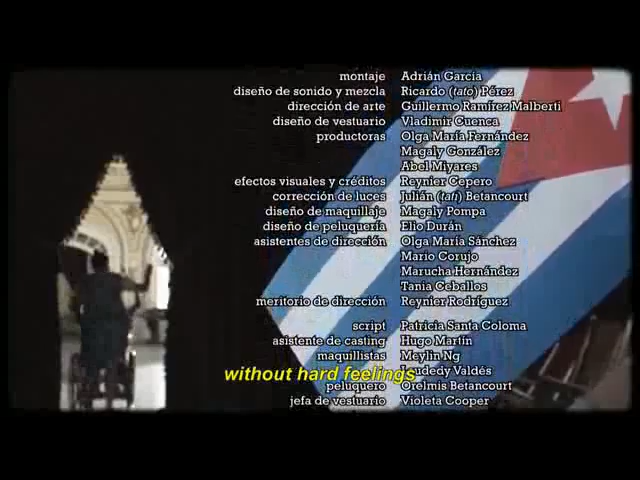 montaje Adrián García
diseño de sonido y mezcla Ricardo (tato) Pérez
dirección de arte Guillermo Ramírez Malberti
diseño de vestuario Vladimir Cuenca
productoras Olga María Fernández
Magaly González
Abel Miyares
efectos visuales y créditos Reynier Cepero
corrección de luces Julián (tati) Betancourt
diseño de maquillaje Magaly Pompa
diseño de peluquería Elio Durán
asistentes de dirección Olga María Sánchez
Mario Corujo
Marucha Hernández
Tania Ceballos
meritorio de dirección Reynier Rodríguez
script Patricia Santa Coloma
asistente de casting Hugo Martín
maquillistas Meylin Ng
Valdés
without hard feelings
peluquero Orelmis Betancourt
jefa de vestuario Violeta Cooper